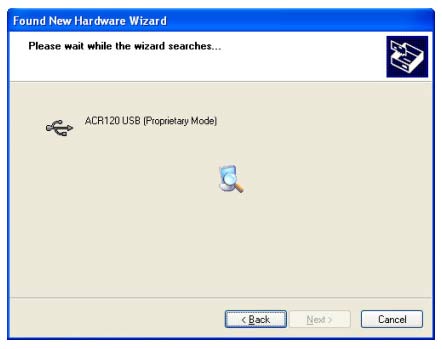 Found New Hardware Wizard
Please wait while the wizard searches...
ACR120 USB (Proprietary Mode)
< Back
Next >
Cancel